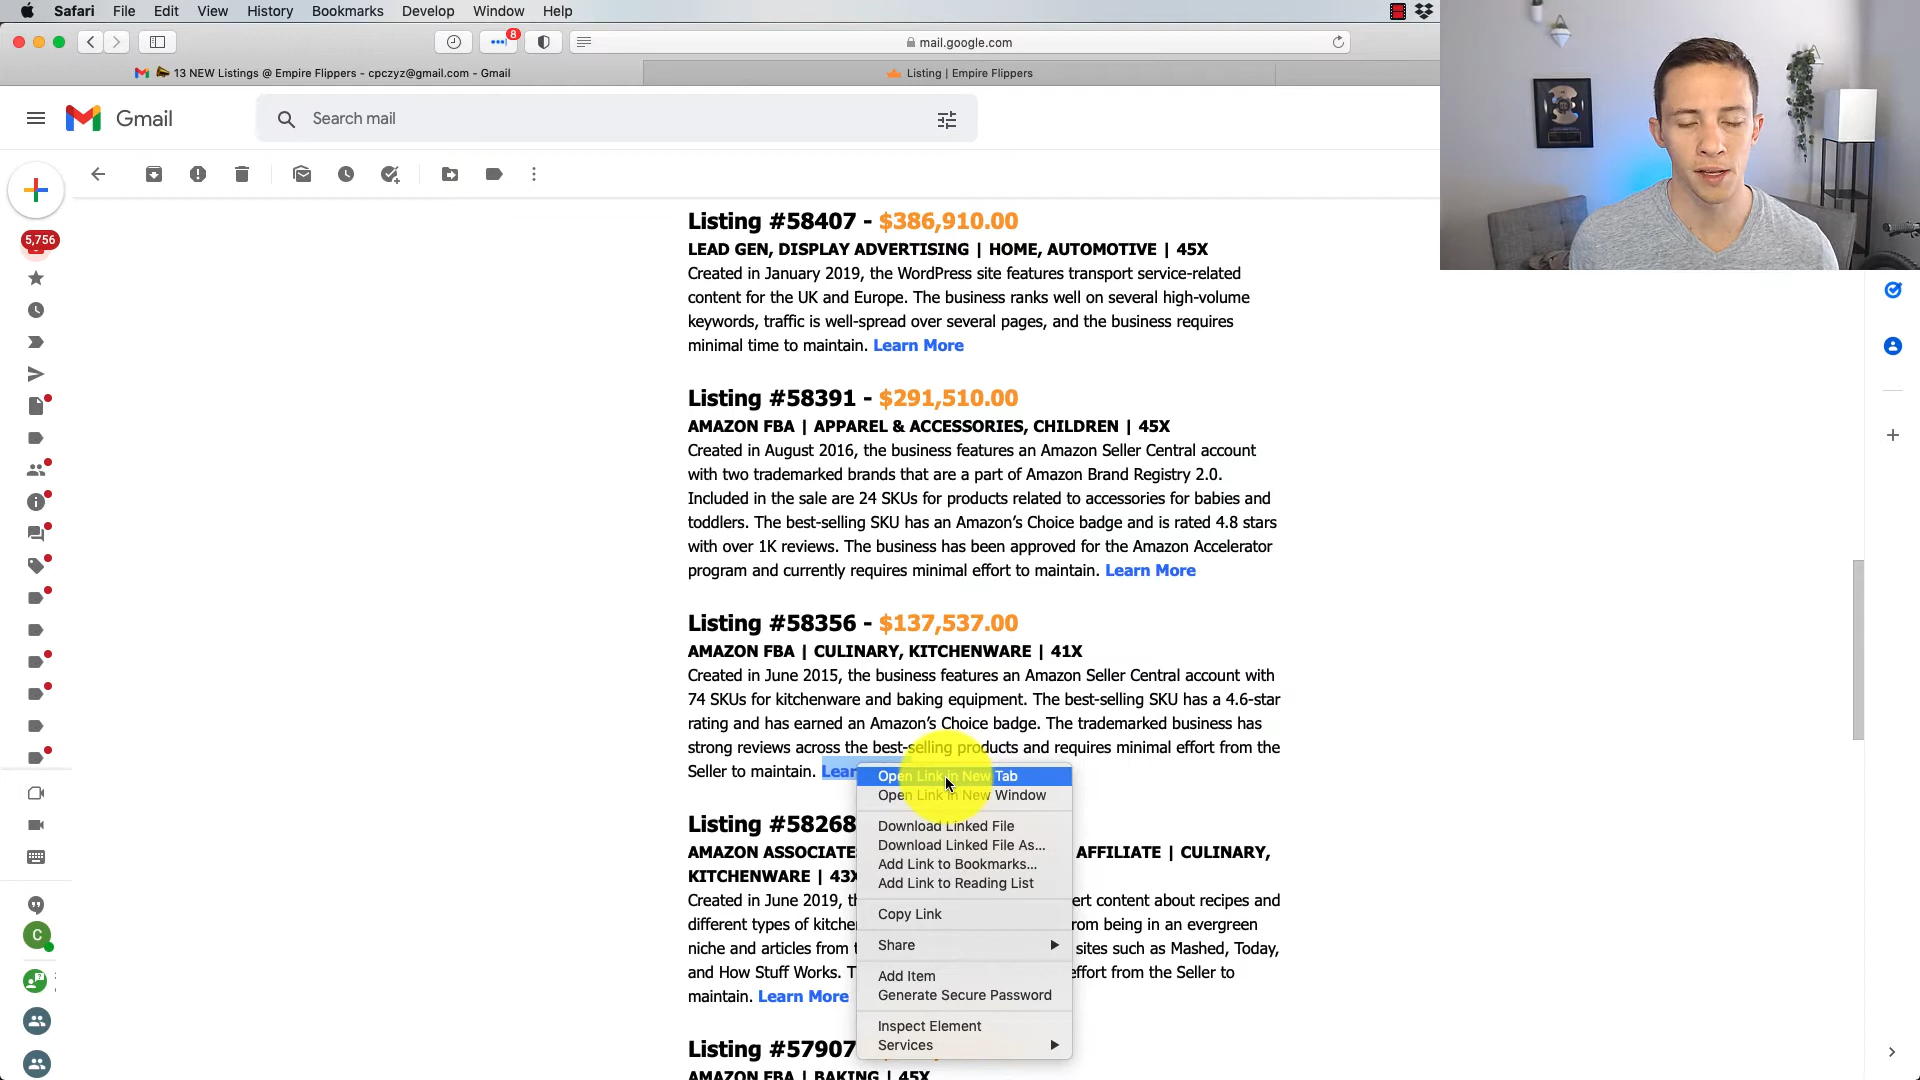 Safari File Edit View History Bookmarks Develop Window Help
8
mail.google.com
13 NEW Listings @ Empire Flippers - cpczyz@gmail.com - Gmail
Listing | Empire Flippers
Gmail
Search mail
5,756
Listing #58407 - $386,910.00
LEAD GEN, DISPLAY ADVERTISING | HOME, AUTOMOTIVE | 45X
Created in January 2019, the WordPress site features transport service-related
content for the UK and Europe. The business ranks well on several high-volume
keywords, traffic is well-spread over several pages, and the business requires
minimal time to maintain. Learn More
Listing #58391 - $291,510.00
AMAZON FBA | APPAREL & ACCESSORIES, CHILDREN | 45X
Created in August 2016, the business features an Amazon Seller Central account
with two trademarked brands that are a part of Amazon Brand Registry 2.0.
Included in the sale are 24 SKUs for products related to accessories for babies and
toddlers. The best-selling SKU has an Amazon’s Choice badge and is rated 4.8 stars
with over 1K reviews. The business has been approved for the Amazon Accelerator
program and currently requires minimal effort to maintain. Learn More
Listing #58356 - $137,537.00
AMAZON FBA | CULINARY, KITCHENWARE | 41X
Created in June 2015, the business features an Amazon Seller Central account with
74 SKUs for kitchenware and baking equipment. The best-selling SKU has a 4.6-star
rating and has earned an Amazon’s Choice badge. The trademarked business has
strong reviews across the best-selling products and requires minimal effort from the
Seller to maintain. Lear
Open Link in New Tab
Open Link in New Window
Download Linked File
Download Linked File As...
Add Link to Bookmarks...
Add Link to Reading List
Copy Link
Share
Add Item
Generate Secure Password
Inspect Element
Services
Listing #58268
AMAZON ASSOCIATE AFFILIATE | CULINARY,
KITCHENWARE | 43X
Created in June 2019, th ert content about recipes and
different types of kitche rom being in an evergreen
niche and articles from t sites such as Mashed, Today,
and How Stuff Works. T effort from the Seller to
maintain. Learn More
Listing #57907
AMAZON FBA | BAKING | 45X
C